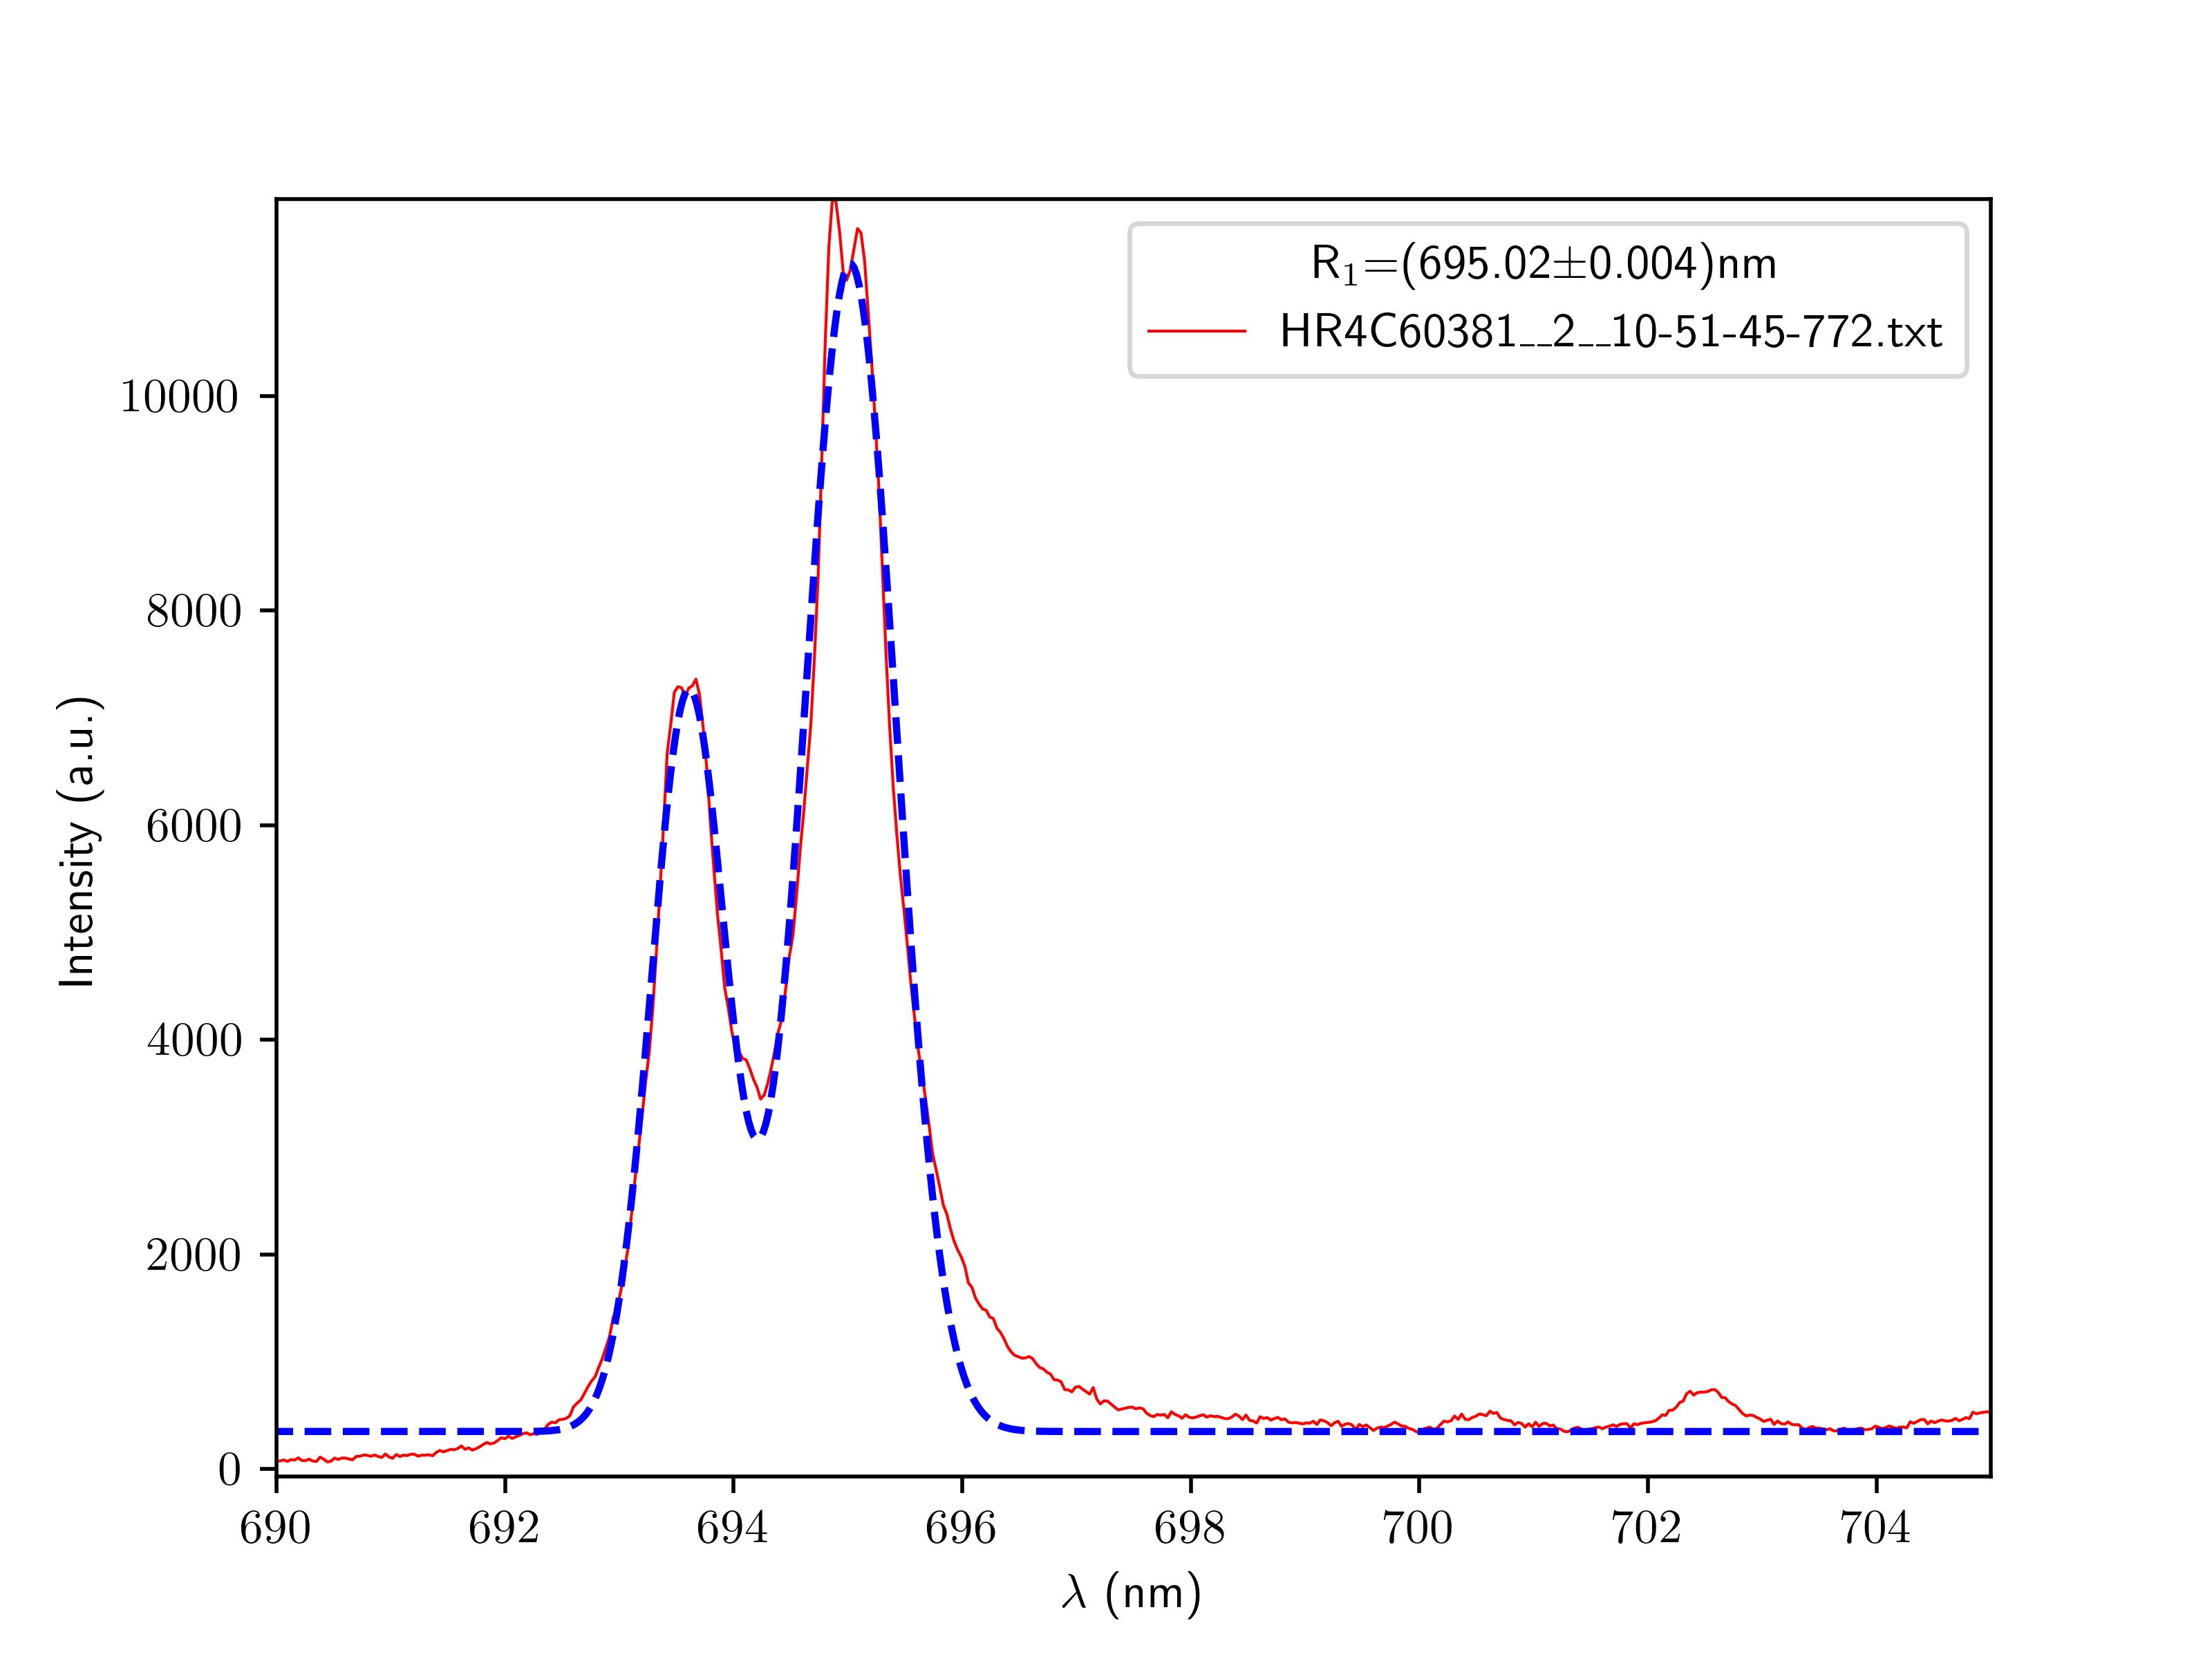 R₁=(695.02±0.004)nm
HR4C60381__2__10-51-45-772.txt
10000
8000
6000
4000
2000
0
Intensity (a.u.)
690 692 694 696 698 700 702 704
λ (nm)